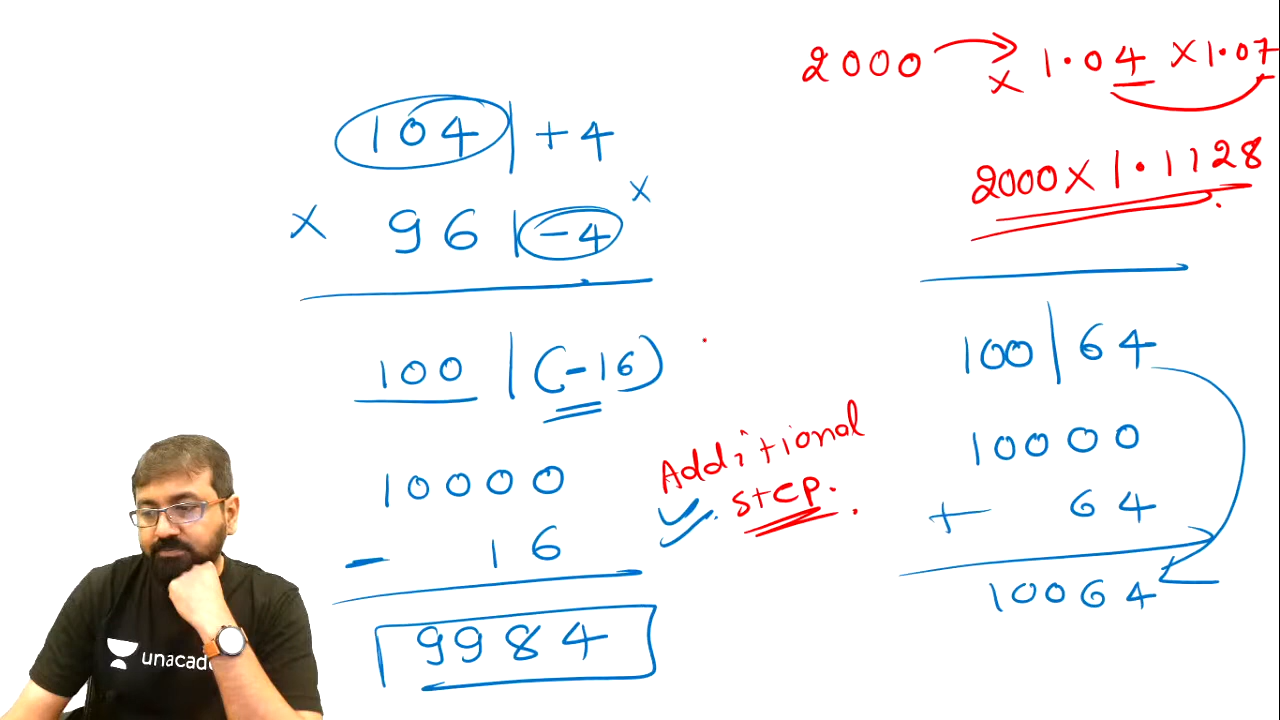 2000 → × 1.04 × 1.07
2000 × 1.1128
104 | +4
× 96 | -4 ×
100 | (-16)
10000
- 16
9984
Additional
step.
100 | 64
10000
+ 64
10064
unacad